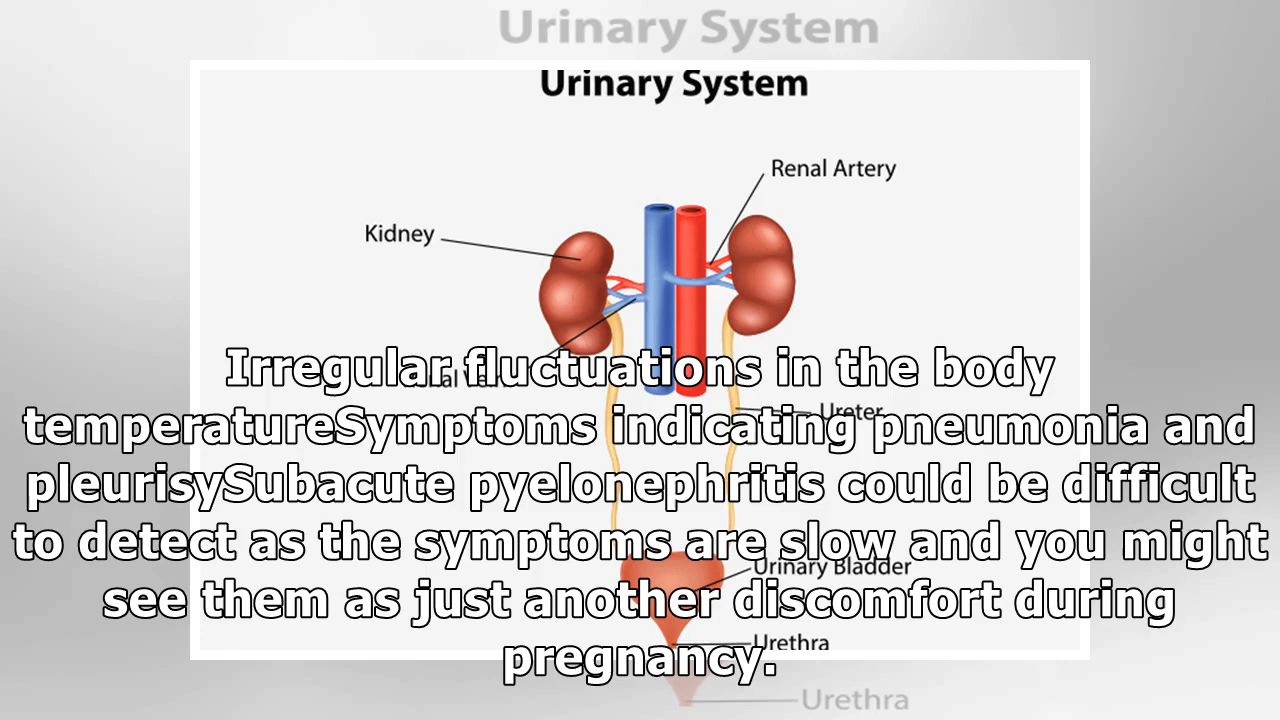 Urinary System
Urinary System
Renal Artery
Kidney
Irregular fluctuations in the body
temperatureSymptoms indicating pneumonia and
Ureter
pleurisySubacute pyelonephritis could be difficult
to detect as the symptoms are slow and you might
Urinary Bladder
see them as just another discomfort during
Urethra
pregnancy.
Urethra